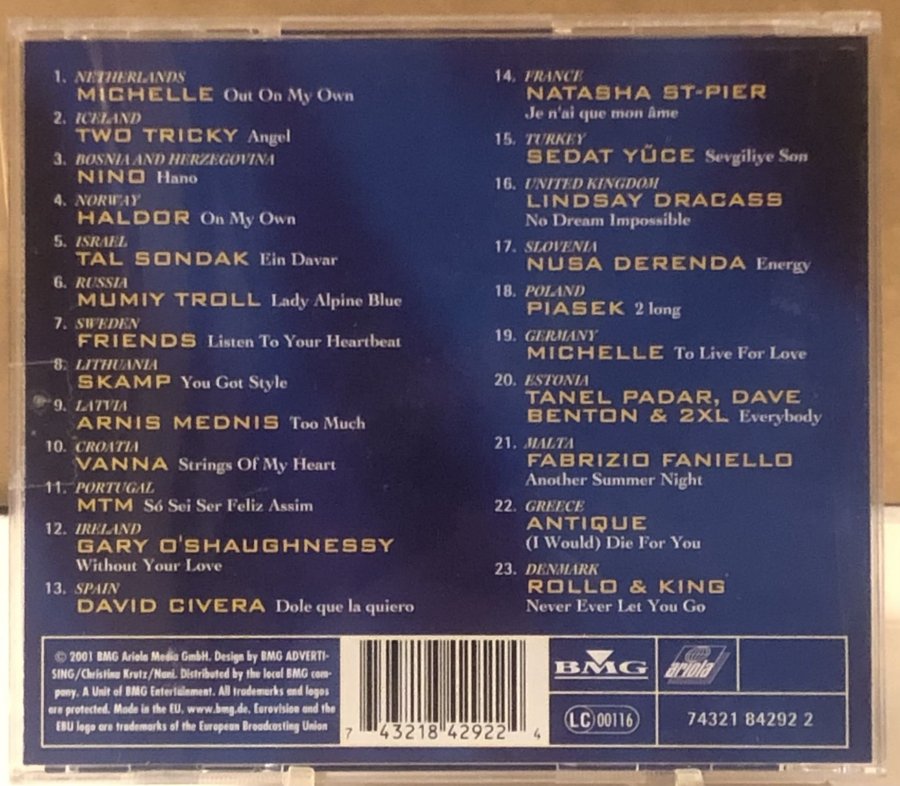 1. NETHERLANDS
MICHELLE Out On My Own
2. ICELAND
TWO TRICKY Angel
3. BOSNIA AND HERZEGOVINA
NINO Hano
4. NORWAY
HALDOR On My Own
5. ISRAEL
TAL SONDAK Ein Davar
6. RUSSIA
MUMIY TROLL Lady Alpine Blue
7. SWEDEN
FRIENDS Listen To Your Heartbeat
8. LITHUANIA
SKAMP You Got Style
9. LATVIA
ARNIS MEDNIS Too Much
10. CROATIA
VANNA Strings Of My Heart
11. PORTUGAL
MTM Só Sei Ser Feliz Assim
12. IRELAND
GARY O'SHAUGHNESSY
Without Your Love
13. SPAIN
DAVID CIVERA Dole que la quiero
14. FRANCE
NATASHA ST-PIER
Je n'ai que mon âme
15. TURKEY
SEDAT YÜCE Sevgiliye Son
16. UNITED KINGDOM
LINDSAY DRACASS
No Dream Impossible
17. SLOVENIA
NUSA DERENDA Energy
18. POLAND
PIASEK 2 long
19. GERMANY
MICHELLE To Live For Love
20. ESTONIA
TANEL PADAR, DAVE
BENTON & 2XL Everybody
21. MALTA
FABRIZIO FANIELLO
Another Summer Night
22. GREECE
ANTIQUE
(I Would) Die For You
23. DENMARK
ROLLO & KING
Never Ever Let You Go
© 2001 BMG Ariola Media GmbH. Design by BMG ADVERTI-
SING/Christina Krutz/Nani. Distributed by the local BMG com-
pany. A Unit of BMG Entertainment. All trademarks and logos
are protected. Made in the EU. www.bmg.de. Eurovision and the
EBU logo are trademarks of the European Broadcasting Union
7 43218 42922 4
BMG
ariola
LC 00116
74321 84292 2